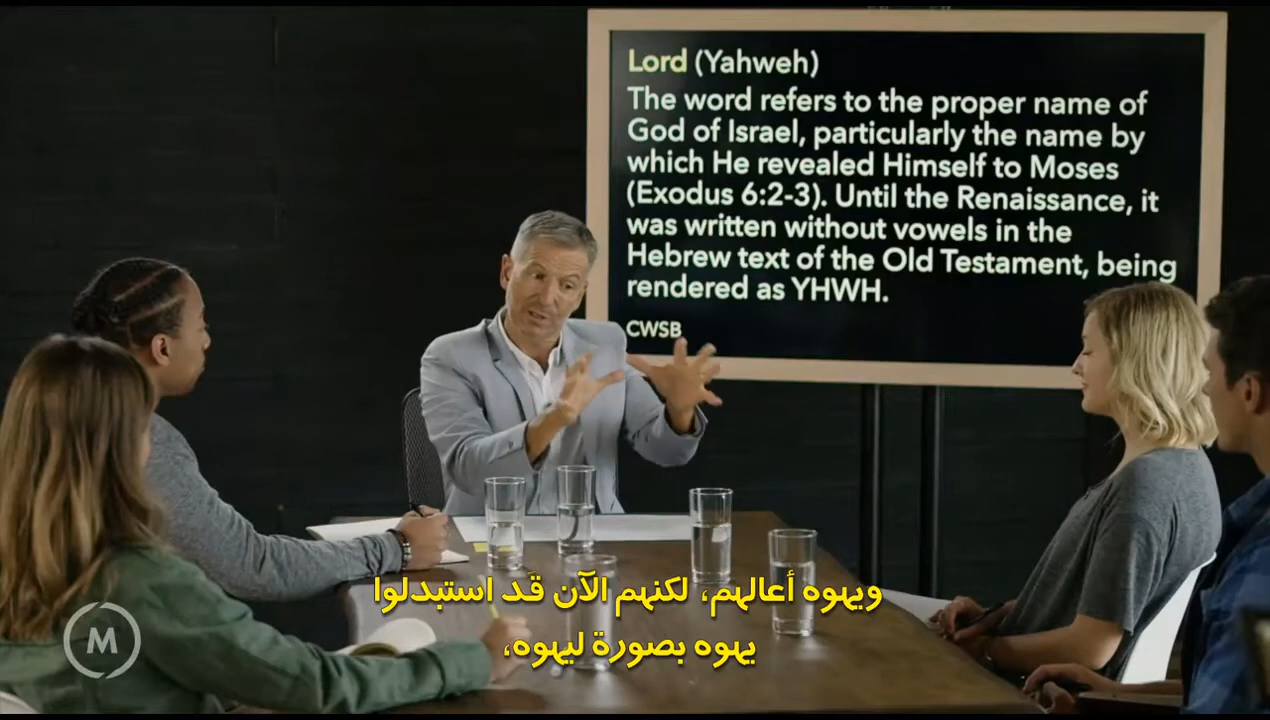 Lord (Yahweh)
The word refers to the proper name of
God of Israel, particularly the name by
which He revealed Himself to Moses
(Exodus 6:2-3). Until the Renaissance, it
was written without vowels in the
Hebrew text of the Old Testament, being
rendered as YHWH.
CWSB
ويهوه أعالهم، لكنهم الآن قد استبدلوا
يهوه بصورة ليهوه،
M